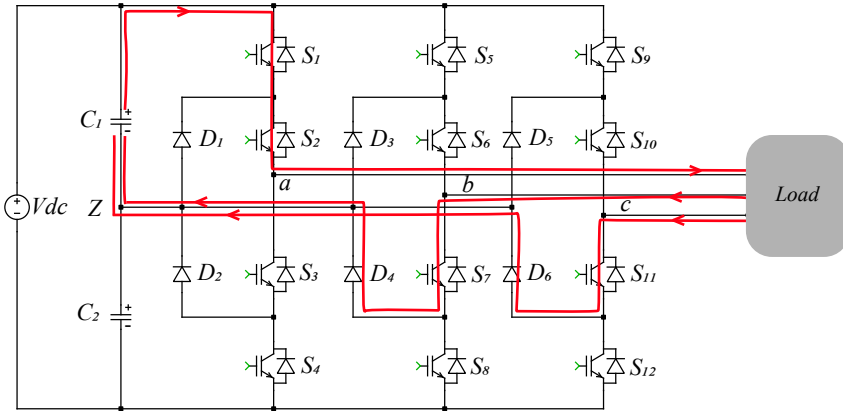 S1 S5 S9
C1 + -
D1 S2 D3 S6 D5 S10
a b c
Load
Vdc + -
Z
D2 S3 D4 S7 D6 S11
C2 + -
S4 S8 S12